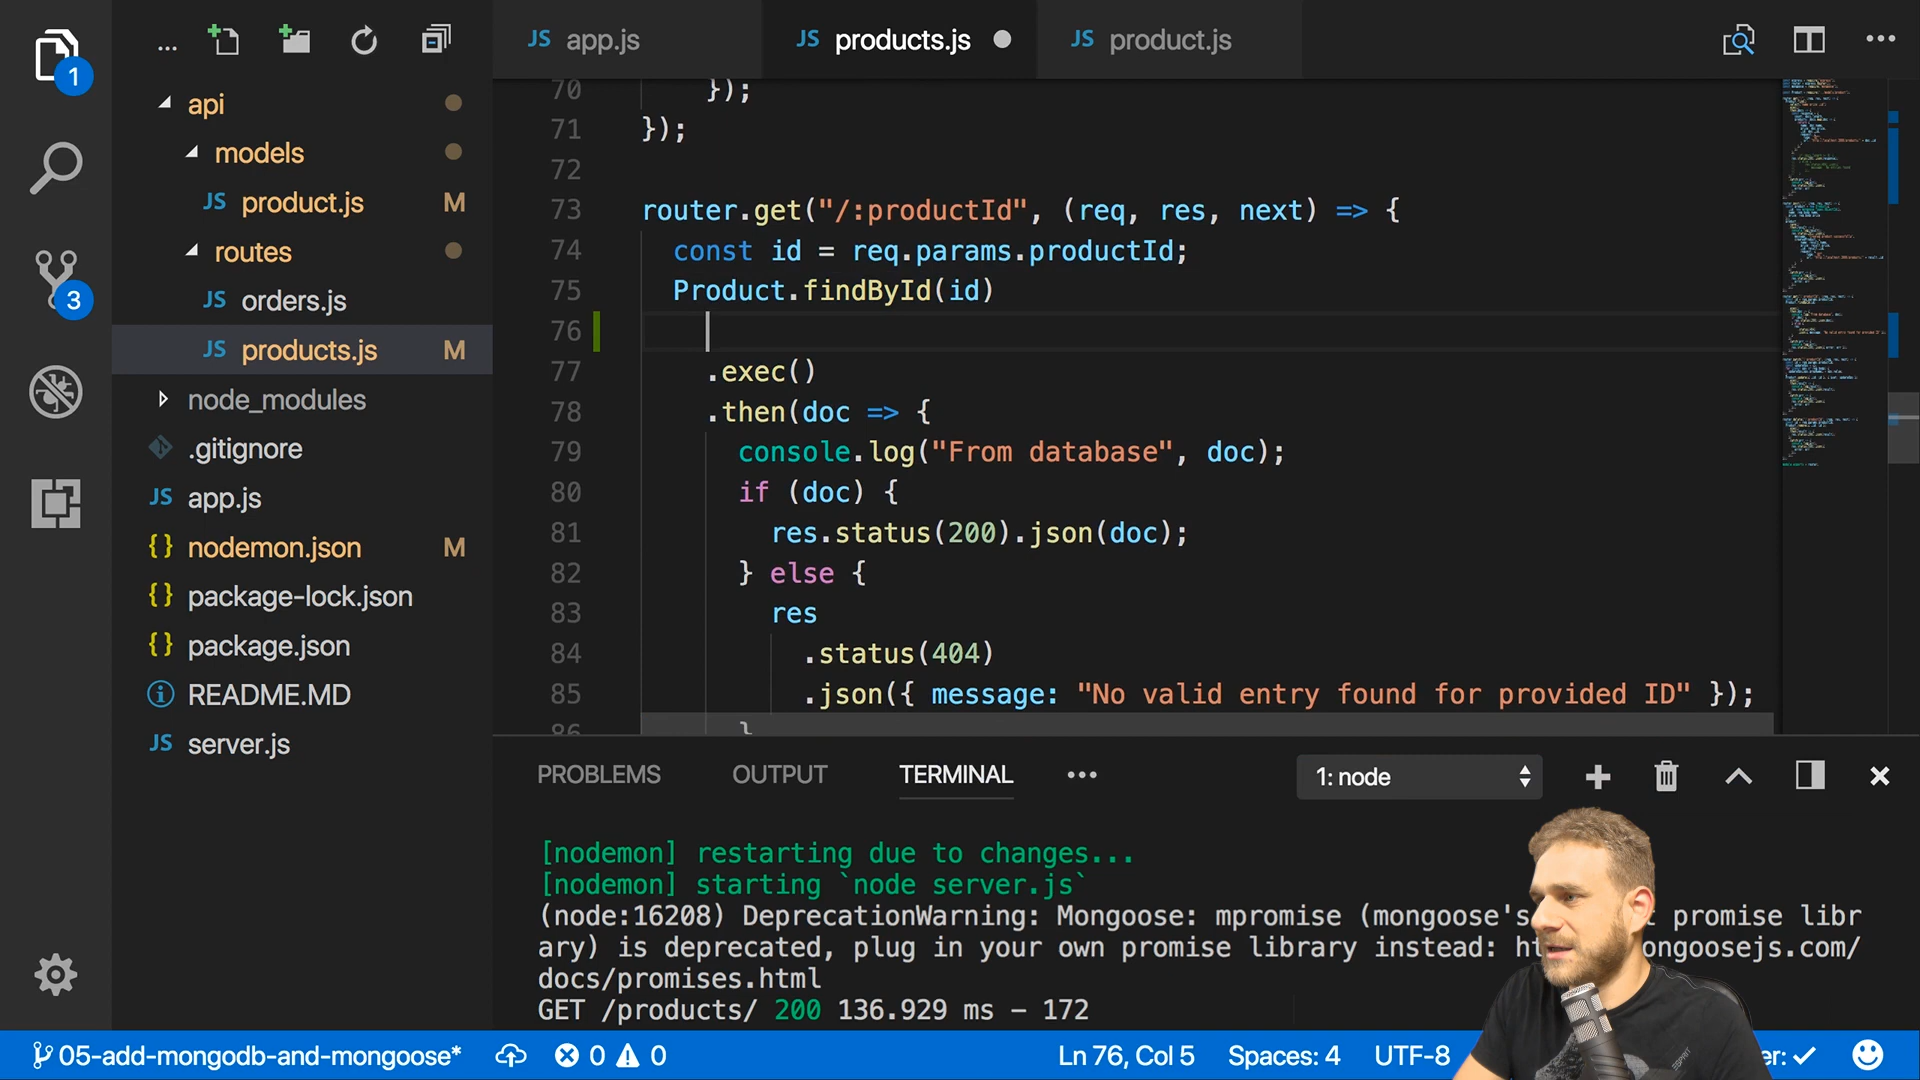 ...
JS app.js
JS products.js
JS product.js
...
1
api
models
JS product.js M
routes
JS orders.js
JS products.js M
node_modules
.gitignore
JS app.js
{} nodemon.json M
{} package-lock.json
{} package.json
README.MD
JS server.js
3
70 });
71 });
72
73 router.get("/:productId", (req, res, next) => {
74 const id = req.params.productId;
75 Product.findById(id)
76
77 .exec()
78 .then(doc => {
79 console.log("From database", doc);
80 if (doc) {
81 res.status(200).json(doc);
82 } else {
83 res
84 .status(404)
85 .json({ message: "No valid entry found for provided ID" });
86 }
PROBLEMS OUTPUT TERMINAL ... 1: node
[nodemon] restarting due to changes...
[nodemon] starting `node server.js`
(node:16208) DeprecationWarning: Mongoose: mpromise (mongoose's promise libr
ary) is deprecated, plug in your own promise library instead: ongoosejs.com/
docs/promises.html
GET /products/ 200 136.929 ms - 172
05-add-mongodb-and-mongoose* 0 0 Ln 76, Col 5 Spaces: 4 UTF-8